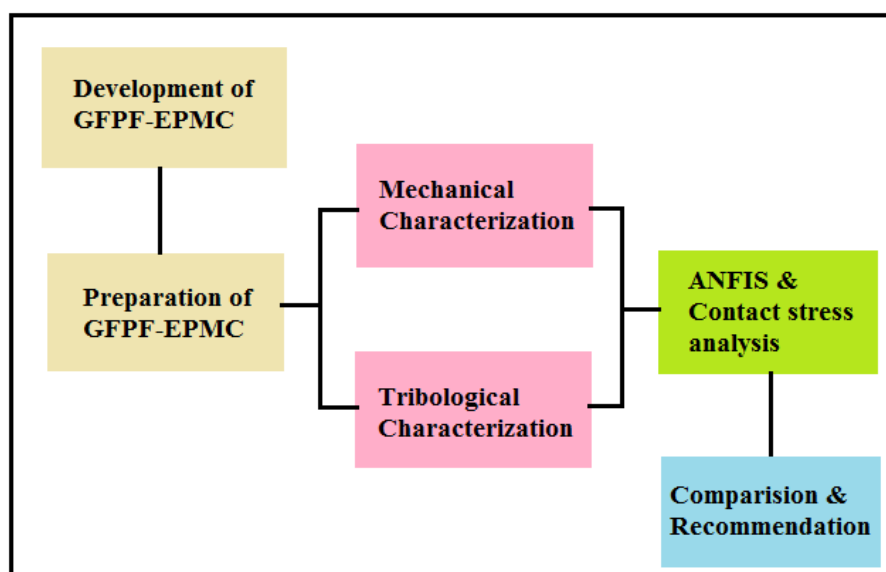 Development of
GFPF-EPMC
Preparation of
GFPF-EPMC
Mechanical
Characterization
Tribological
Characterization
ANFIS &
Contact stress
analysis
Comparision &
Recommendation